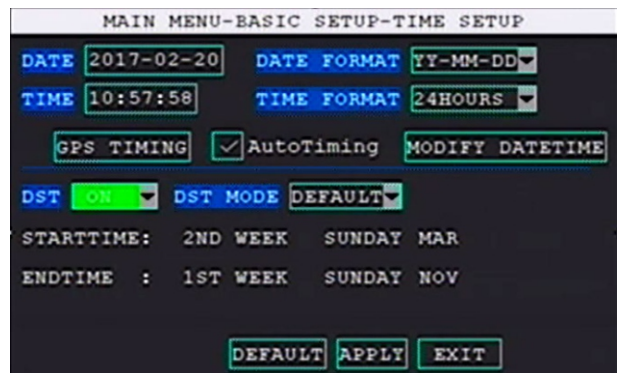 MAIN MENU-BASIC SETUP-TIME SETUP
DATE 2017-02-20 DATE FORMAT YY-MM-DD
TIME 10:57:58 TIME FORMAT 24HOURS
GPS TIMING AutoTiming MODIFY DATETIME
DST ON DST MODE DEFAULT
STARTTIME: 2ND WEEK SUNDAY MAR
ENDTIME : 1ST WEEK SUNDAY NOV
DEFAULT APPLY EXIT